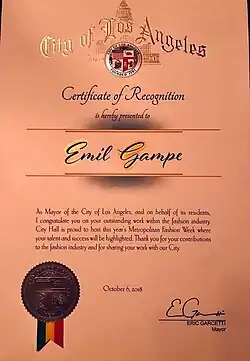 City of Los Angeles
Certificate of Recognition
is hereby presented to
Emil Gampe
As Mayor of the City of Los Angeles, and on behalf of its residents,
I congratulate you on your outstanding work within the fashion industry.
City Hall is proud to host this year's Metropolitan Fashion Week where
your talent and success will be highlighted. Thank you for your contributions
to the fashion industry and for sharing your work with our City.
October 6, 2018
ERIC GARCETTI
Mayor